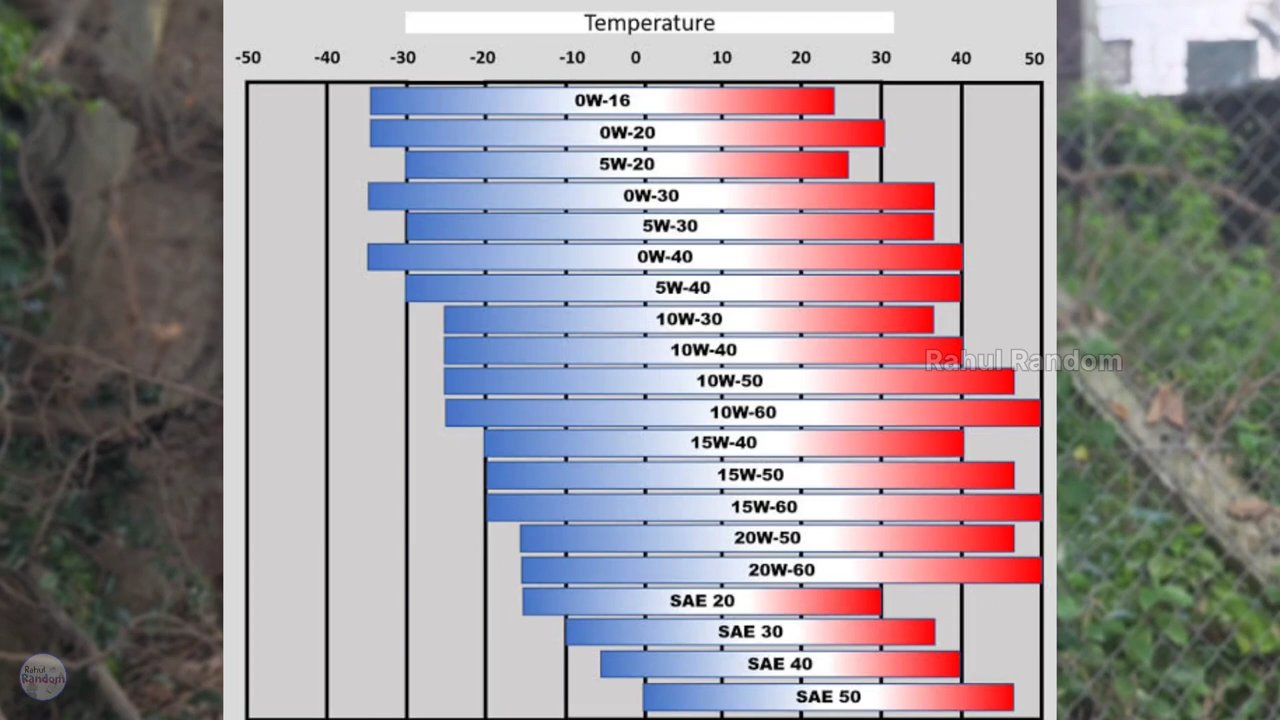 Temperature
-50 -40 -30 -20 -10 0 10 20 30 40 50
0W-16
0W-20
5W-20
0W-30
5W-30
0W-40
5W-40
10W-30
10W-40
Rahul Random
10W-50
10W-60
15W-40
15W-50
15W-60
20W-50
20W-60
SAE 20
SAE 30
SAE 40
Rahul
Random
SAE 50